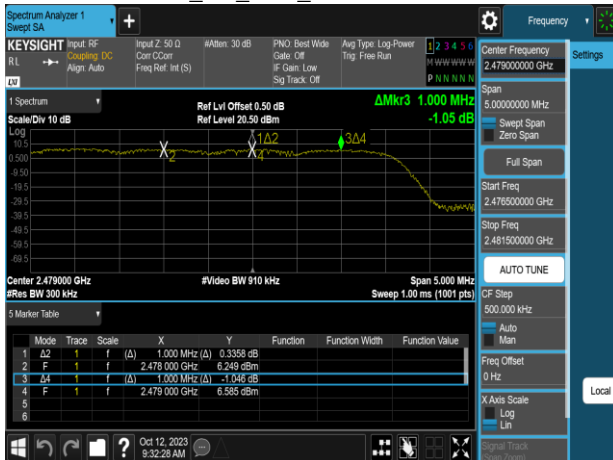 Spectrum Analyzer 1
Swept SA
Frequency
KEYSIGHT Input: RF Input Z: 50 Ω #Atten: 30 dB PNO: Best Wide Avg Type: Log-Power 1 2 3 4 5 6
RL Coupling: DC Corr CCorr Gate: Off Trig: Free Run M W W W W W
Align: Auto Freq Ref: Int (S) IF Gain: Low
Sig Track: Off P N N N N N
LXI
1 Spectrum
Scale/Div 10 dB
Ref Lvl Offset 0.50 dB
Ref Level 20.50 dBm
ΔMkr3 1.000 MHz
-1.05 dB
Log
10.5
0.500
-9.50
-19.5
-29.5
-39.5
-49.5
-59.5
-69.5
2
1Δ2
4
3Δ4
Center 2.479000 GHz #Video BW 910 kHz Span 5.000 MHz
#Res BW 300 kHz Sweep 1.00 ms (1001 pts)
5 Marker Table
Mode Trace Scale X Y Function Function Width Function Value
1 Δ2 1 f (Δ) 1.000 MHz (Δ) 0.3358 dB
2 F 1 f 2.478 000 GHz 6.249 dBm
3 Δ4 1 f (Δ) 1.000 MHz (Δ) -1.046 dB
4 F 1 f 2.479 000 GHz 6.585 dBm
5
6
Oct 12, 2023
9:32:28 AM
Center Frequency
2.479000000 GHz
Span
5.00000000 MHz
Swept Span
Zero Span
Full Span
Start Freq
2.476500000 GHz
Stop Freq
2.481500000 GHz
AUTO TUNE
CF Step
500.000 kHz
Auto
Man
Freq Offset
0 Hz
X Axis Scale
Log
Lin
Signal Track
(Span Zoom)
Settings
Local